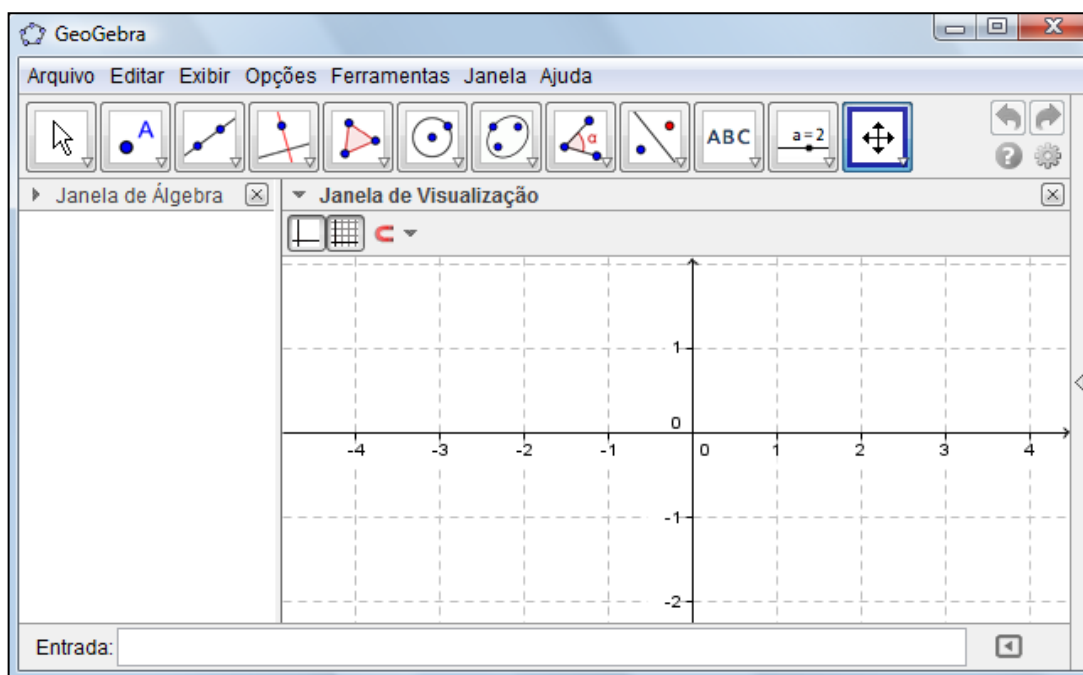 GeoGebra
Arquivo Editar Exibir Opções Ferramentas Janela Ajuda
A α ABC a=2
Janela de Álgebra Janela de Visualização
1
0
-4 -3 -2 -1 0 1 2 3 4
-1
-2
Entrada: